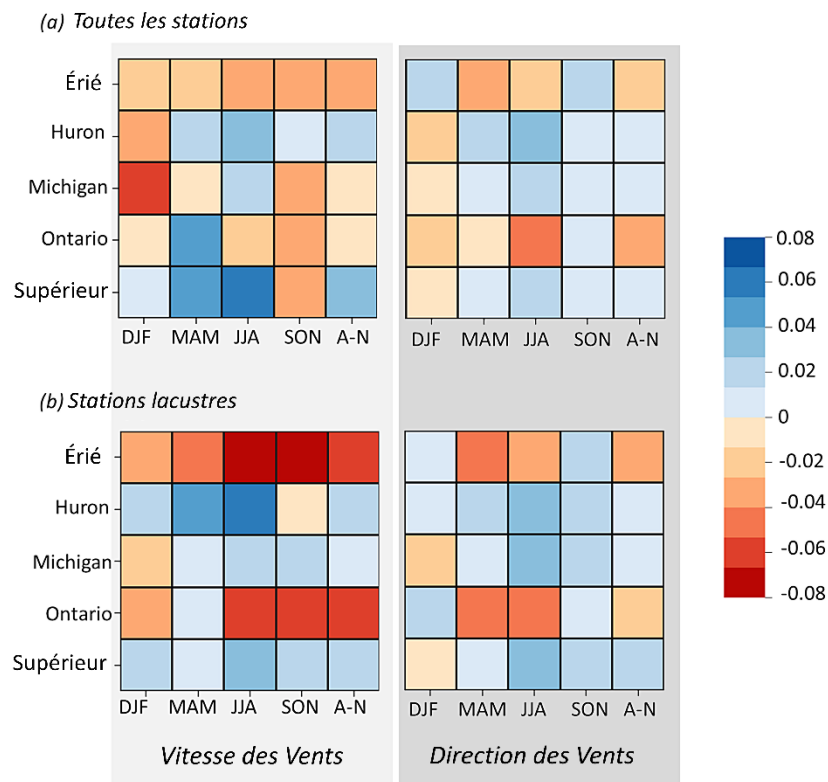 (a) Toutes les stations
Érié
Huron
Michigan
Ontario
Supérieur
DJF MAM JJA SON A-N
DJF MAM JJA SON A-N
0.08
0.06
0.04
0.02
0
-0.02
-0.04
-0.06
-0.08
(b) Stations lacustres
Érié
Huron
Michigan
Ontario
Supérieur
DJF MAM JJA SON A-N
DJF MAM JJA SON A-N
Vitesse des Vents
Direction des Vents